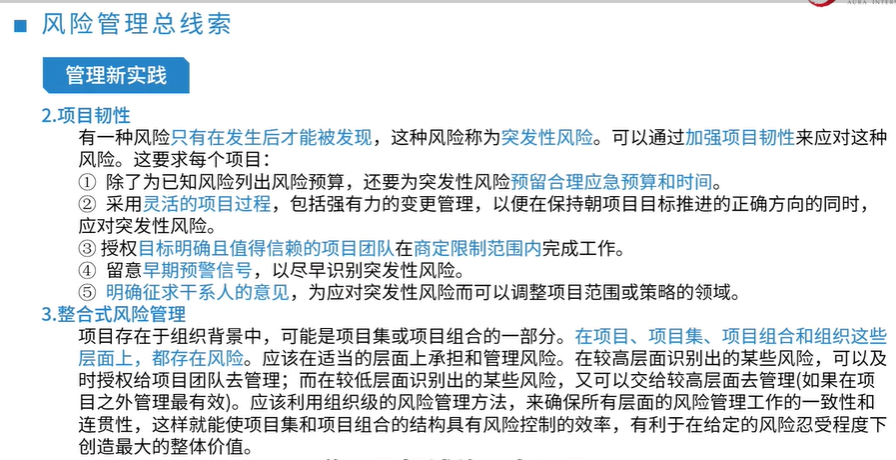 AURA INTER
■ 风险管理总线索
管理新实践
2.项目韧性
有一种风险只有在发生后才能被发现，这种风险称为突发性风险。可以通过加强项目韧性来应对这种
风险。这要求每个项目：
① 除了为已知风险列出风险预算，还要为突发性风险预留合理应急预算和时间。
② 采用灵活的项目过程，包括强有力的变更管理，以便在保持朝项目目标推进的正确方向的同时，
应对突发性风险。
③ 授权目标明确且值得信赖的项目团队在商定限制范围内完成工作。
④ 留意早期预警信号，以尽早识别突发性风险。
⑤ 明确征求干系人的意见，为应对突发性风险而可以调整项目范围或策略的领域。
3.整合式风险管理
项目存在于组织背景中，可能是项目集或项目组合的一部分。在项目、项目集、项目组合和组织这些
层面上，都存在风险。应该在适当的层面上承担和管理风险。在较高层面识别出的某些风险，可以及
时授权给项目团队去管理；而在较低层面识别出的某些风险，又可以交给较高层面去管理(如果在项
目之外管理最有效)。应该利用组织级的风险管理方法，来确保所有层面的风险管理工作的一致性和
连贯性，这样就能使项目集和项目组合的结构具有风险控制的效率，有利于在给定的风险忍受程度下
创造最大的整体价值。